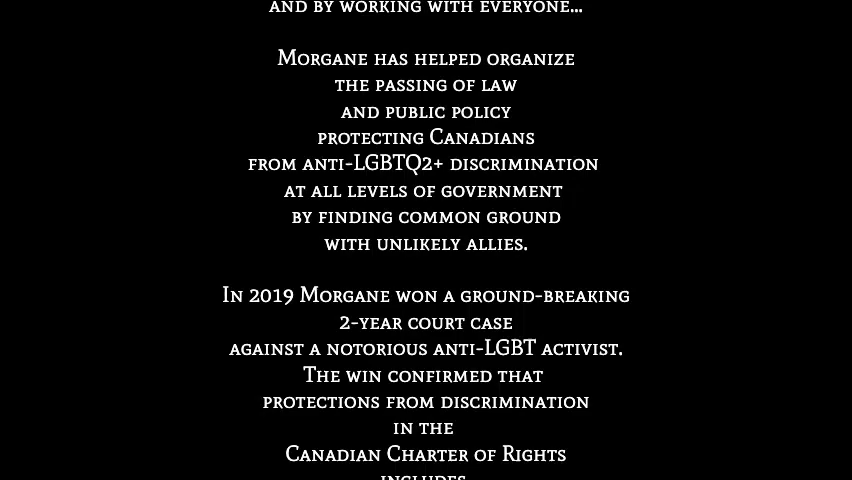 AND BY WORKING WITH EVERYONE...
MORGANE HAS HELPED ORGANIZE
THE PASSING OF LAW
AND PUBLIC POLICY
PROTECTING CANADIANS
FROM ANTI-LGBTQ2+ DISCRIMINATION
AT ALL LEVELS OF GOVERNMENT
BY FINDING COMMON GROUND
WITH UNLIKELY ALLIES.
IN 2019 MORGANE WON A GROUND-BREAKING
2-YEAR COURT CASE
AGAINST A NOTORIOUS ANTI-LGBT ACTIVIST.
THE WIN CONFIRMED THAT
PROTECTIONS FROM DISCRIMINATION
IN THE
CANADIAN CHARTER OF RIGHTS
INCLUDES